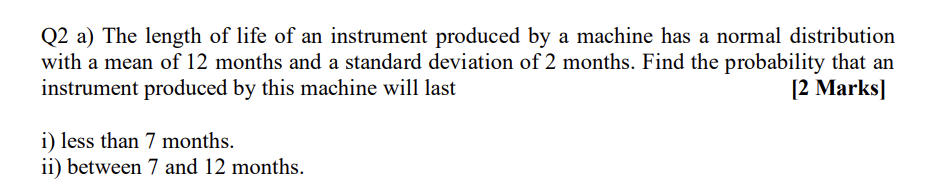 Q2 a) The length of life of an instrument produced by a machine has a normal distribution
with a mean of 12 months and a standard deviation of 2 months. Find the probability that an
instrument produced by this machine will last [2 Marks]
i) less than 7 months.
ii) between 7 and 12 months.